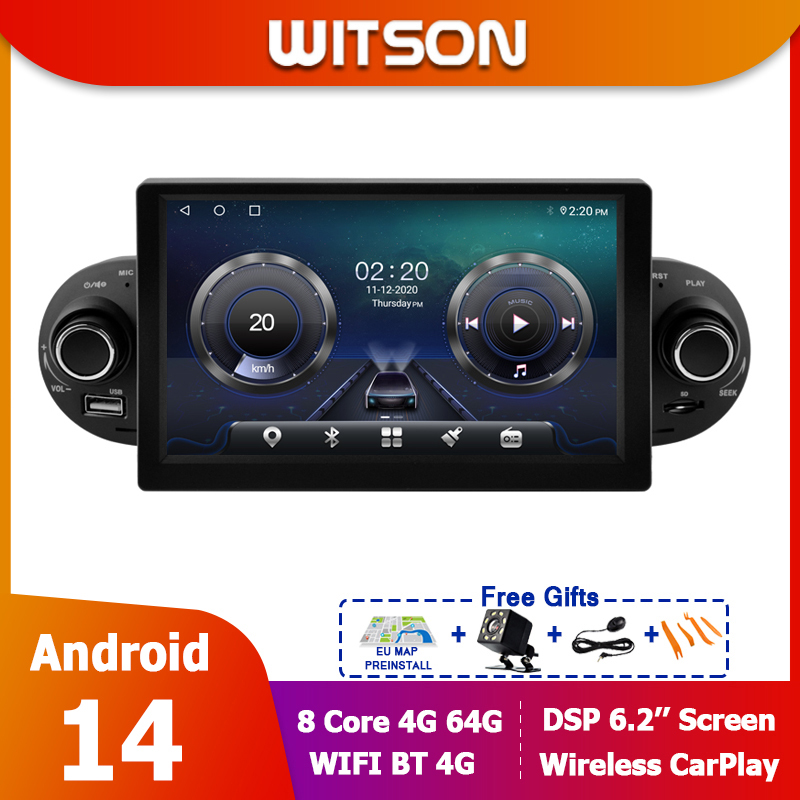 WITSON
2:20 PM
MIC
RST
PLAY
02:20
11-12-2020
Thursday PM
MUSIC
20
km/h
VOL-
+
USB
SD
SEEK
Free Gifts
EU MAP
PREINSTALL
+
+
+
Android
14
8 Core 4G 64G
WIFI BT 4G
DSP 6.2” Screen
Wireless CarPlay